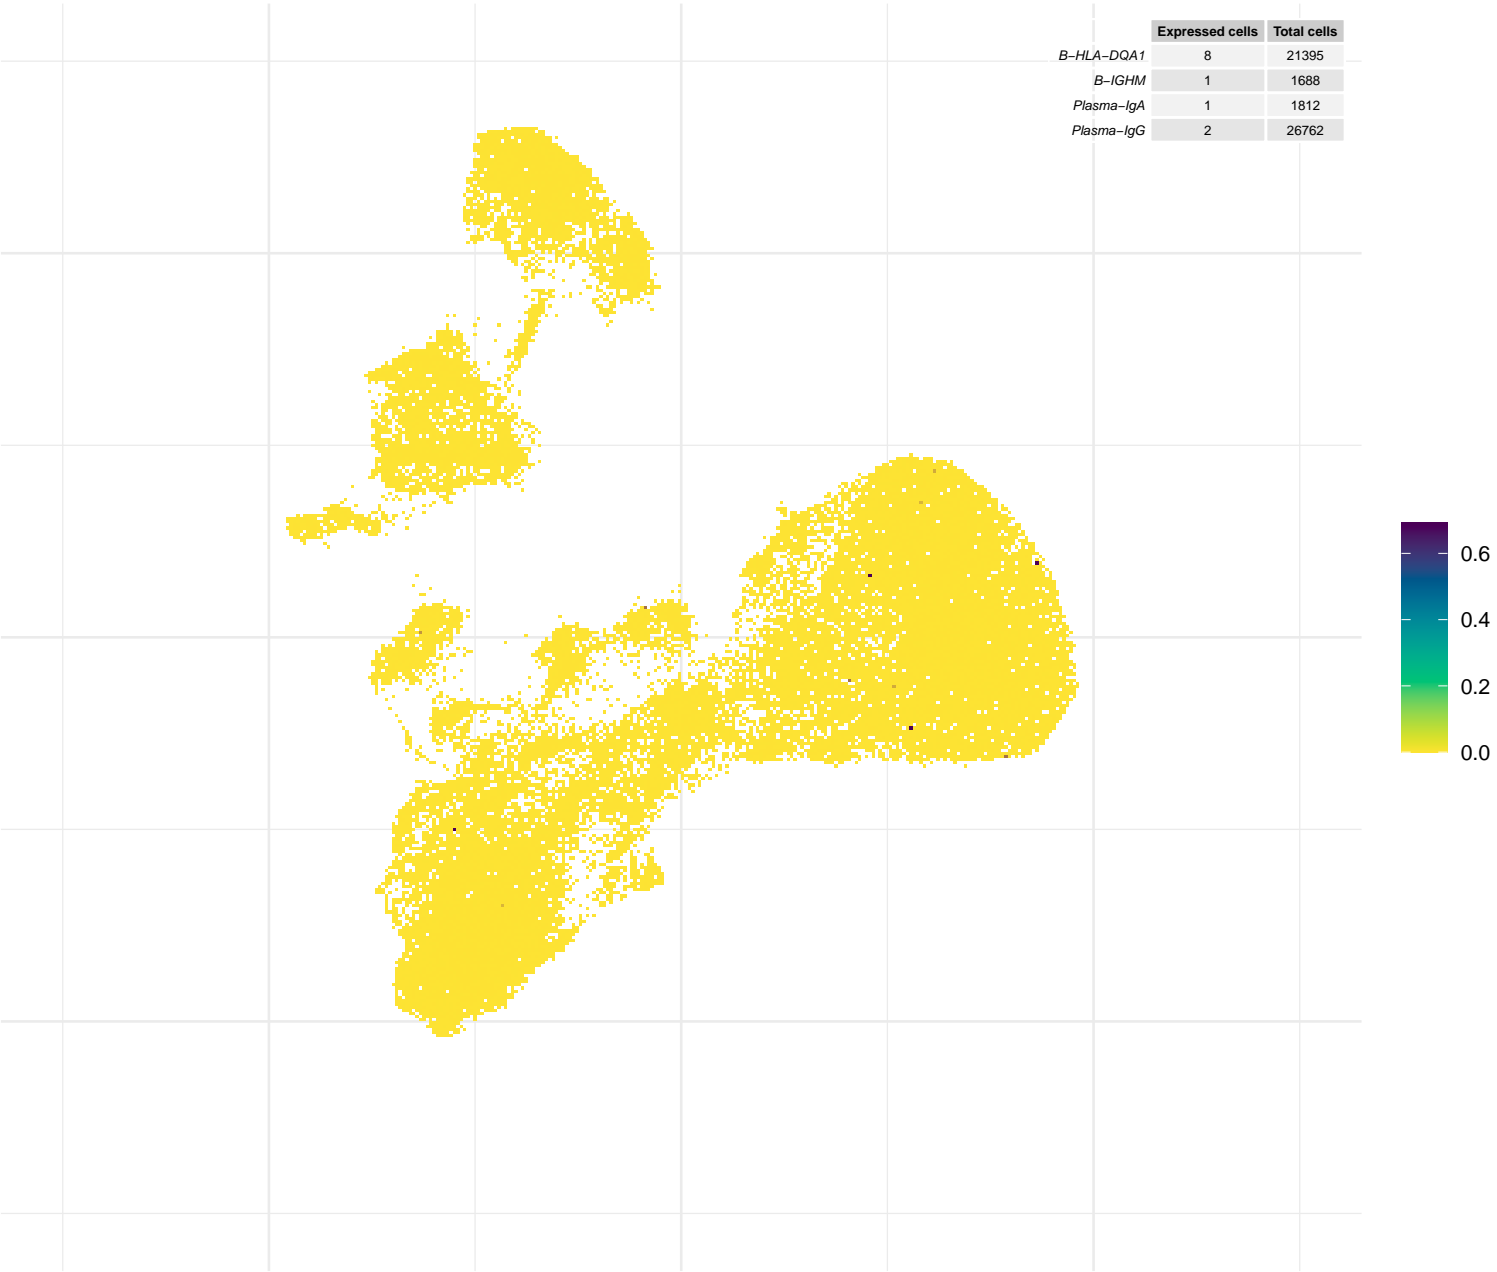 Expressed cells Total cells
B−HLA−DQA1 8 21395
B−IGHM 1 1688
Plasma−IgA 1 1812
Plasma−IgG 2 26762
0.6
0.4
0.2
0.0